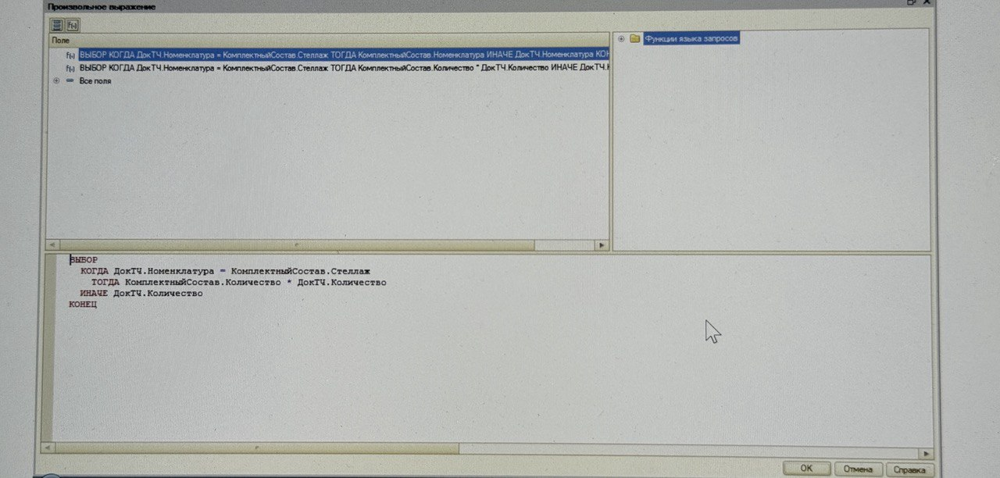 Произвольное выражение
Поле
ВЫБОР КОГДА ДокТЧ.Номенклатура = КомплектныйСостав.Стеллаж ТОГДА КомплектныйСостав.Номенклатура ИНАЧЕ ДокТЧ.Номенклатура КОН
ВЫБОР КОГДА ДокТЧ.Номенклатура = КомплектныйСостав.Стеллаж ТОГДА КомплектныйСостав.Количество * ДокТЧ.Количество ИНАЧЕ ДокТЧ.К
Все поля
Функции языка запросов
ВЫБОР
КОГДА ДокТЧ.Номенклатура = КомплектныйСостав.Стеллаж
ТОГДА КомплектныйСостав.Количество * ДокТЧ.Количество
ИНАЧЕ ДокТЧ.Количество
КОНЕЦ
OK
Отмена
Справка